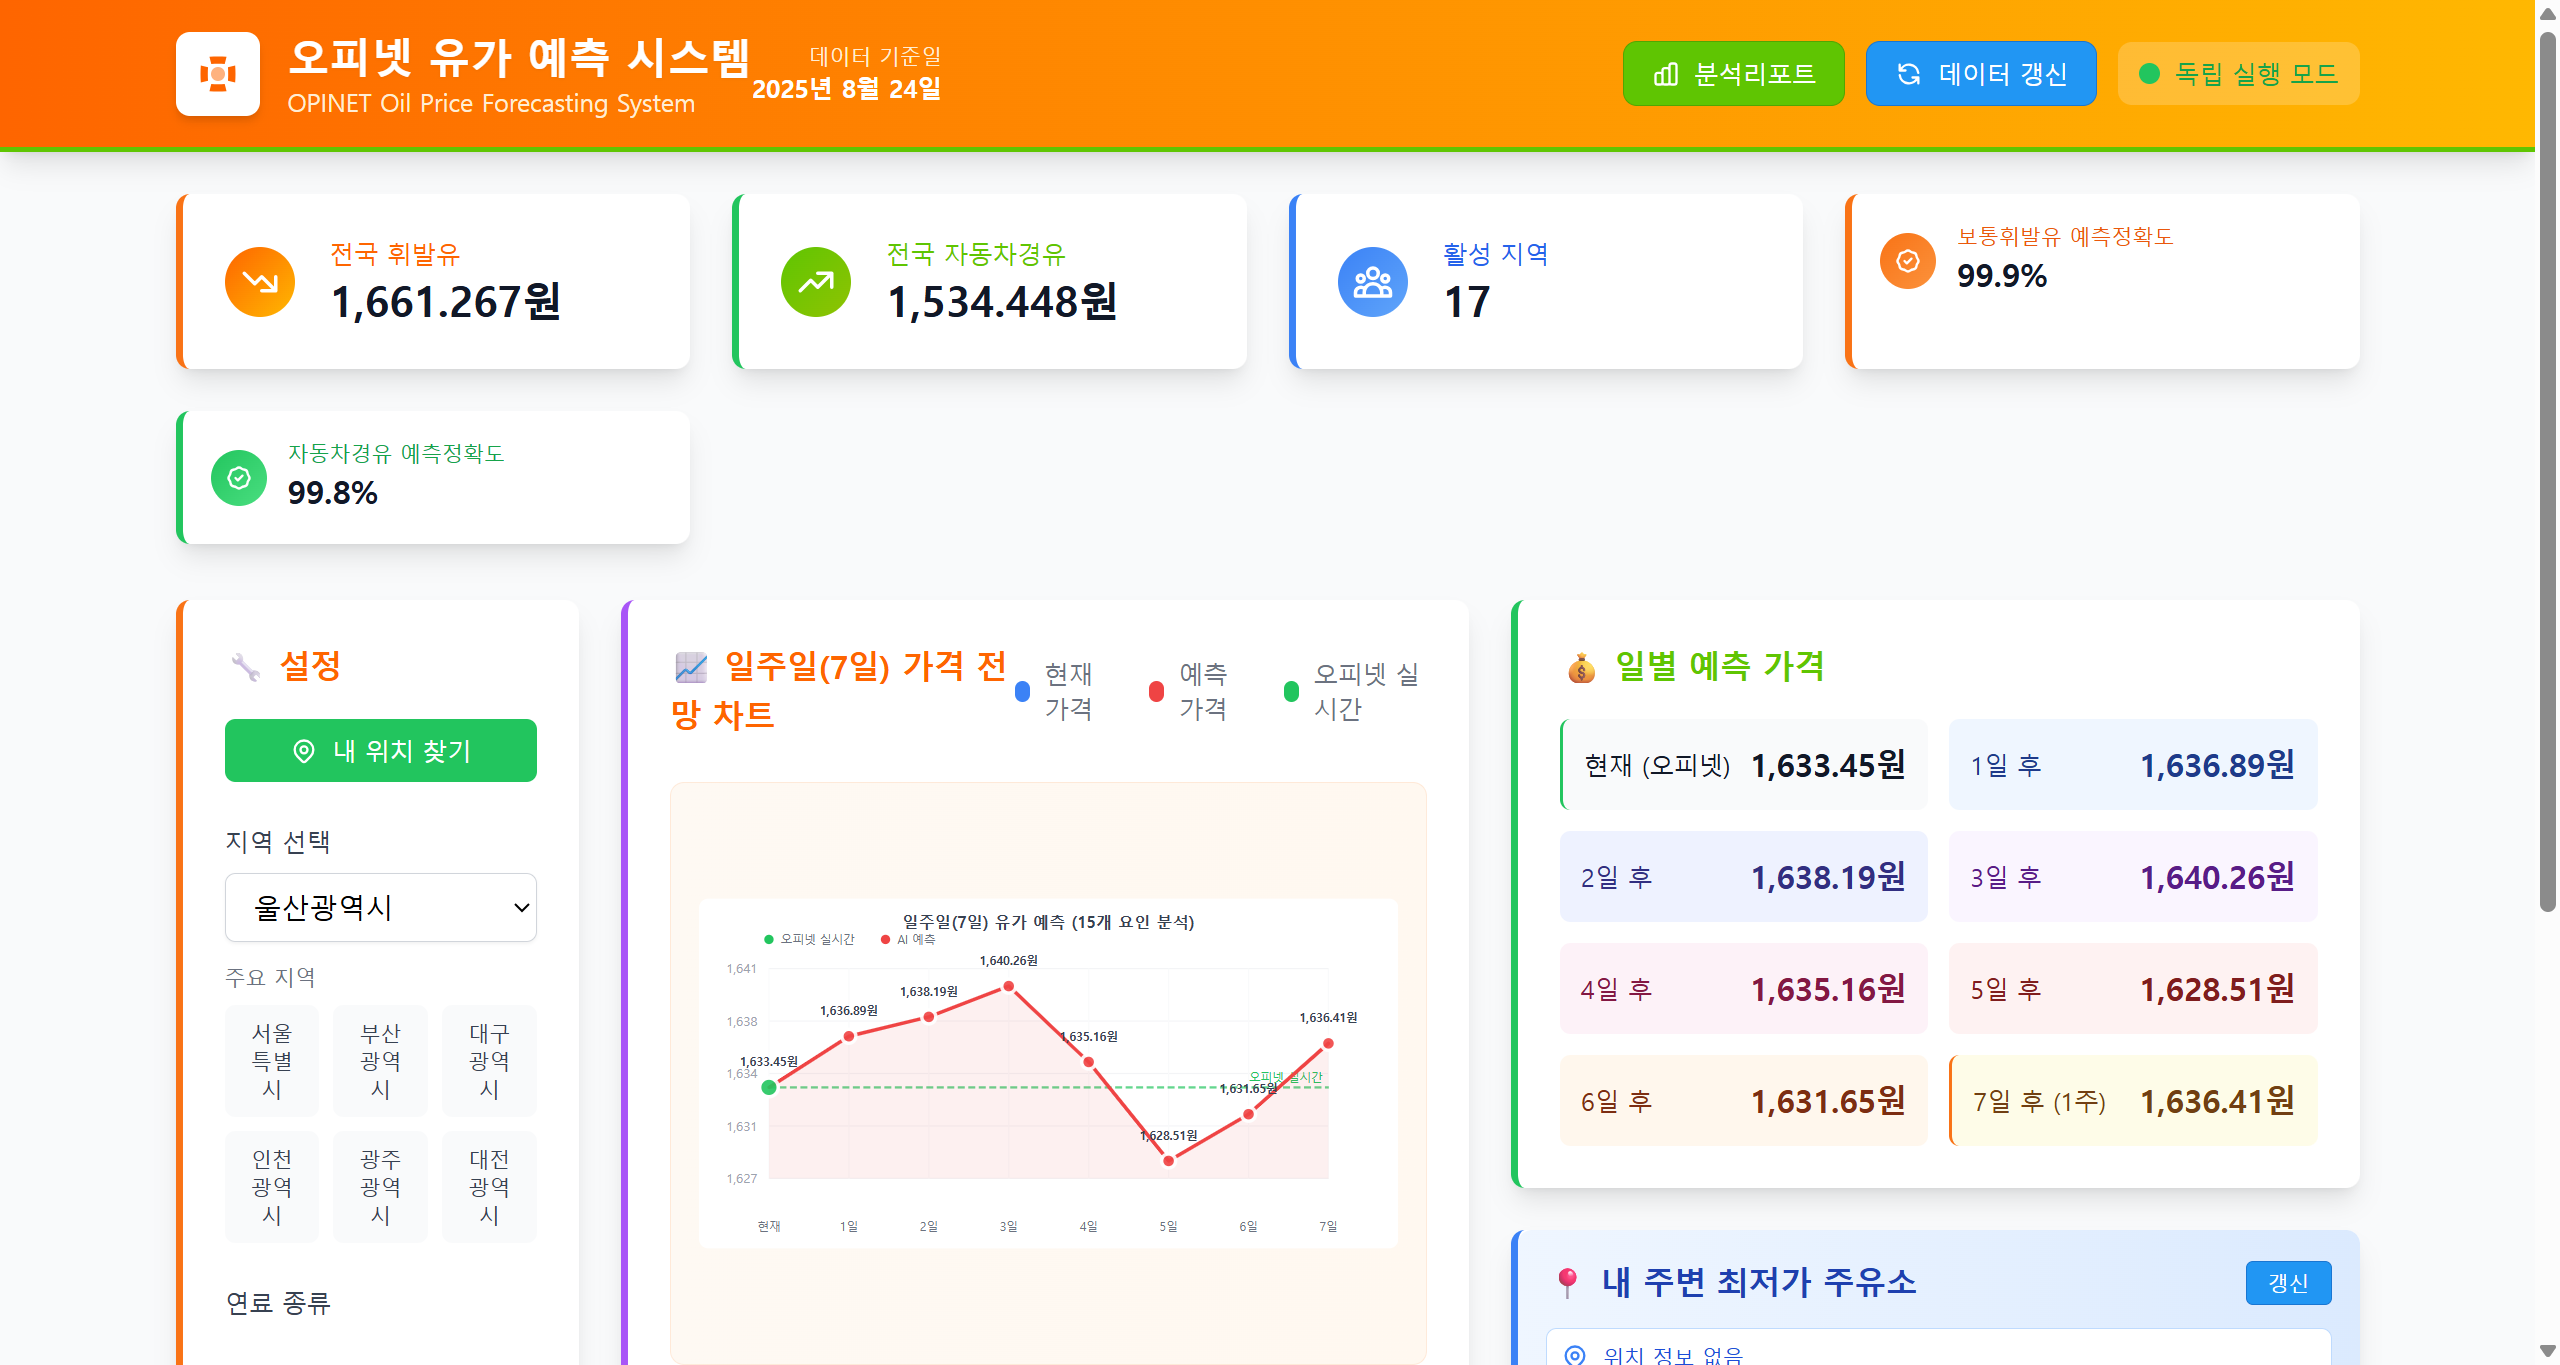 오피넷 유가 예측 시스템
OPINET Oil Price Forecasting System
데이터 기준일
2025년 8월 24일
분석리포트
데이터 갱신
독립 실행 모드
전국 휘발유
1,661.267원
전국 자동차경유
1,534.448원
활성 지역
17
보통휘발유 예측정확도
99.9%
자동차경유 예측정확도
99.8%
설정
내 위치 찾기
지역 선택
울산광역시
주요 지역
서울
특별
시
부산
광역
시
대구
광역
시
인천
광역
시
광주
광역
시
대전
광역
시
연료 종류
일주일(7일) 가격 전
망 차트
현재
가격
예측
가격
오피넷 실
시간
일주일(7일) 유가 예측 (15개 요인 분석)
오피넷 실시간
AI 예측
1,641
1,638
1,634
1,631
1,627
1,633.45원
1,636.89원
1,638.19원
1,640.26원
1,635.16원
1,628.51원
1,631.65원
1,636.41원
오피넷 실시간
현재
1일
2일
3일
4일
5일
6일
7일
일별 예측 가격
현재 (오피넷) 1,633.45원
1일 후 1,636.89원
2일 후 1,638.19원
3일 후 1,640.26원
4일 후 1,635.16원
5일 후 1,628.51원
6일 후 1,631.65원
7일 후 (1주) 1,636.41원
내 주변 최저가 주유소
갱신
위치 정보 없음